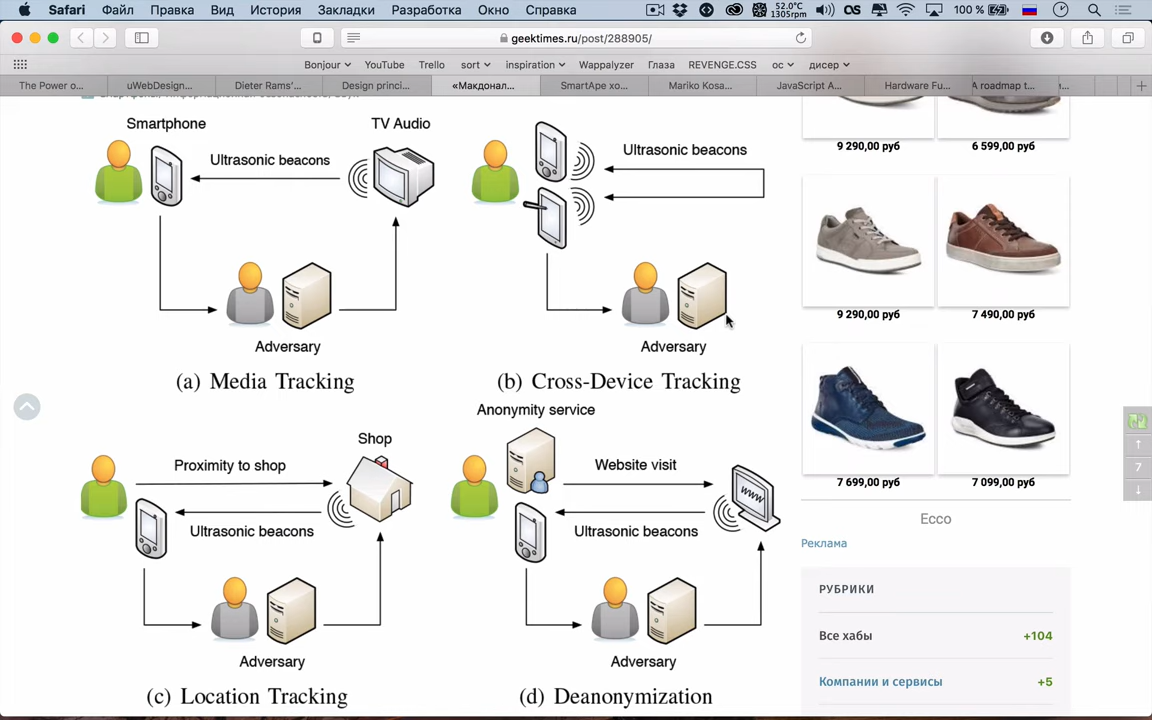 Safari Файл Правка Вид История Закладки Разработка Окно Справка 52.0°C 1305rpm 100 %
geektimes.ru/post/288905/
Bonjour YouTube Trello sort inspiration Wappalyzer Глаза REVENGE.CSS ос дисер
The Power o... uWebDesign... Dieter Rams'... Design princi... «Макдонал... SmartApe хо... Mariko Kosa... JavaScript A... Hardware Fu... A roadmap t...
Smartphone TV Audio
Ultrasonic beacons
Adversary
(a) Media Tracking
Ultrasonic beacons
Adversary
(b) Cross-Device Tracking
Shop
Proximity to shop
Ultrasonic beacons
Adversary
(c) Location Tracking
Anonymity service
Website visit
www
Ultrasonic beacons
Adversary
(d) Deanonymization
9 290,00 руб 6 599,00 руб
9 290,00 руб 7 490,00 руб
7 699,00 руб 7 099,00 руб
Ecco
Реклама
РУБРИКИ
Все хабы +104
Компании и сервисы +5
7